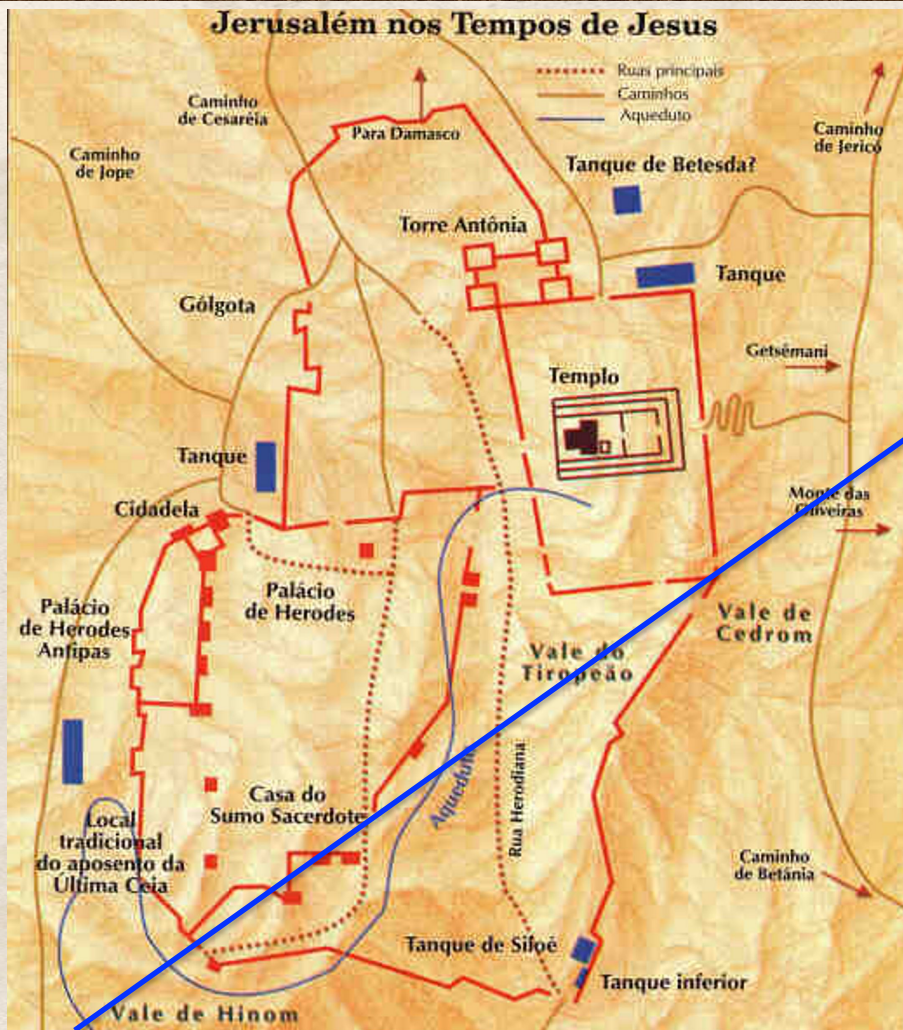 Jerusalém nos Tempos de Jesus
Ruas principais
Caminhos
Aqueduto
Caminho
de Cesaréia
Para Damasco
Caminho
de Jericó
Caminho
de Jope
Tanque de Betesda?
Torre Antônia
Tanque
Gólgota
Getsêmani
Templo
Tanque
Monte das
Oliveiras
Cidadela
Palácio
de Herodes
Antipas
Palácio
de Herodes
Vale de
Cedrom
Vale do
Tiropeão
Rua Herodiana
Aqueduto
Casa do
Sumo Sacerdote
Local
tradicional
do aposento da
Última Ceia
Caminho
de Betânia
Tanque de Siloé
Tanque inferior
Vale de Hinom